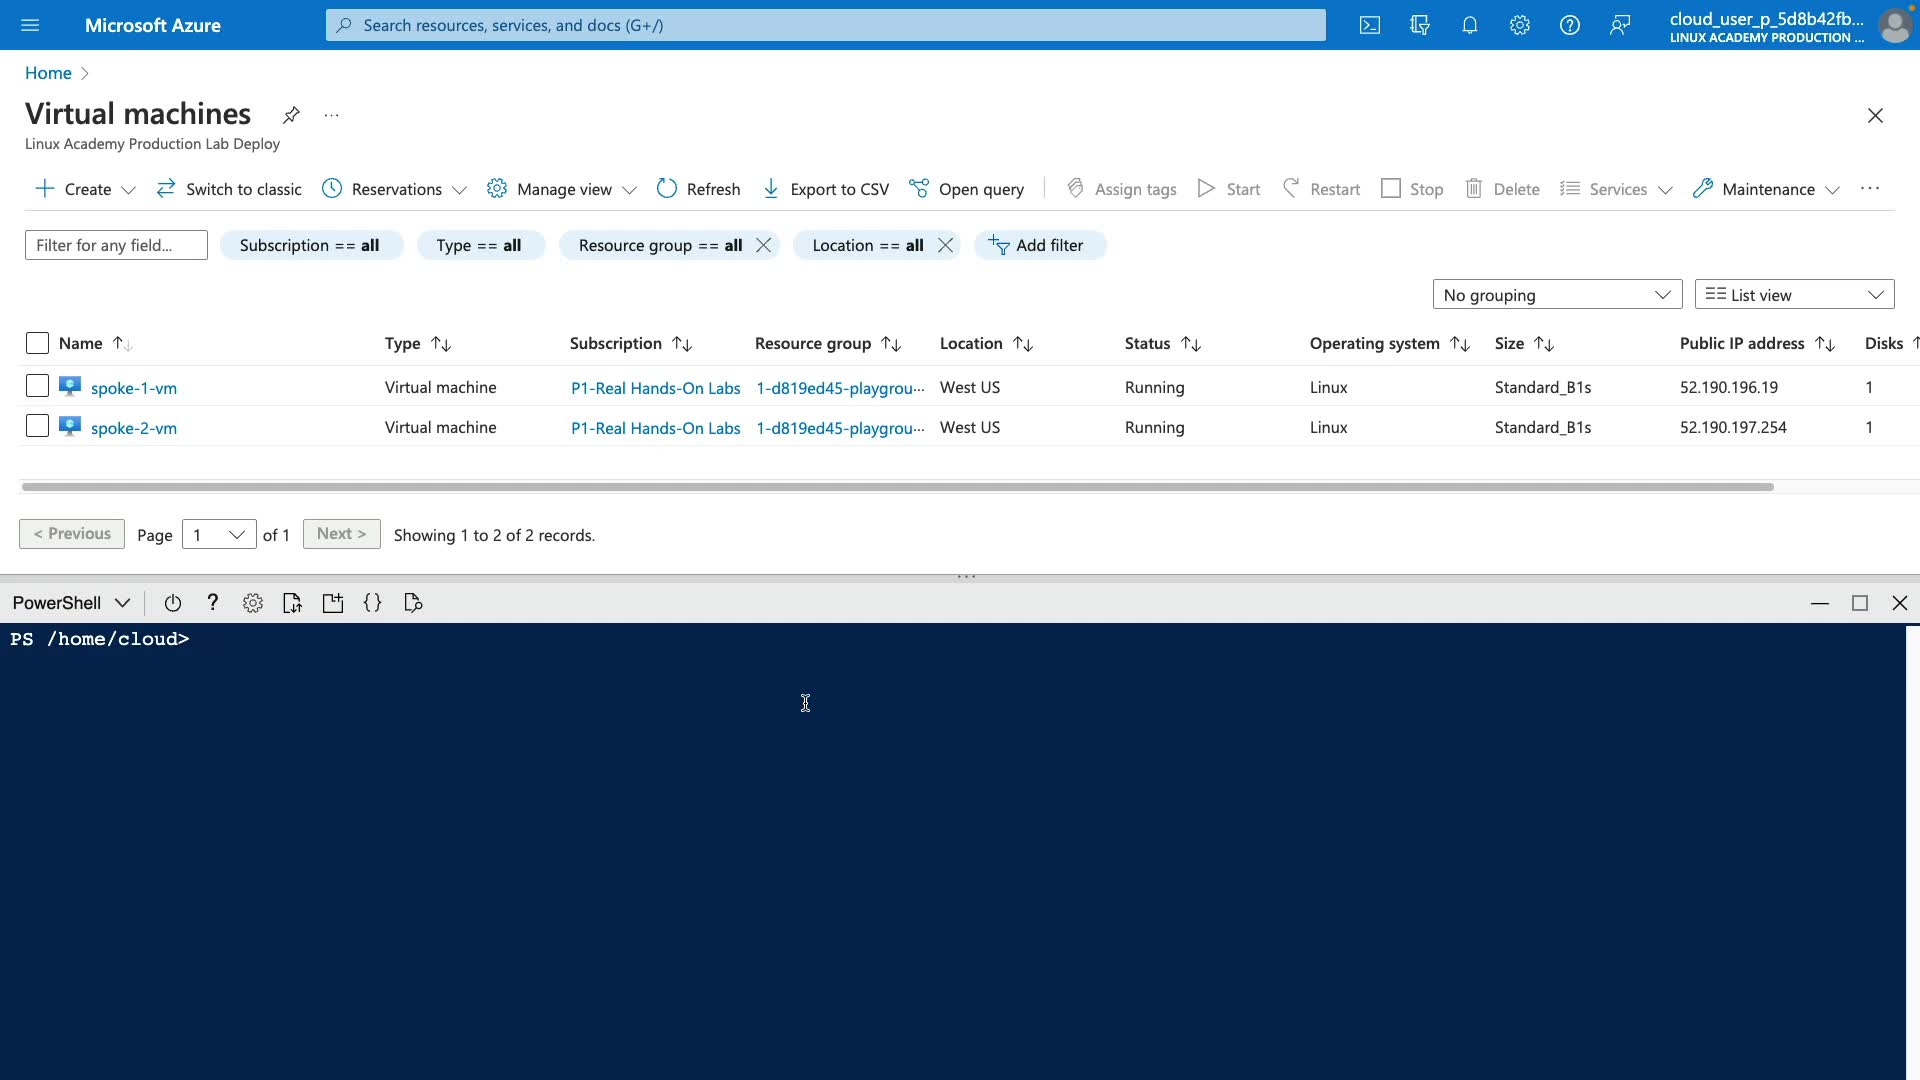 Microsoft Azure
Search resources, services, and docs (G+/)
cloud_user_p_5d8b42fb...
LINUX ACADEMY PRODUCTION ...
Home
Virtual machines
Linux Academy Production Lab Deploy
Create Switch to classic Reservations Manage view Refresh Export to CSV Open query Assign tags Start Restart Stop Delete Services Maintenance
Filter for any field... Subscription == all Type == all Resource group == all Location == all Add filter
No grouping List view
Name Type Subscription Resource group Location Status Operating system Size Public IP address Disks
spoke-1-vm Virtual machine P1-Real Hands-On Labs 1-d819ed45-playgrou... West US Running Linux Standard_B1s 52.190.196.19 1
spoke-2-vm Virtual machine P1-Real Hands-On Labs 1-d819ed45-playgrou... West US Running Linux Standard_B1s 52.190.197.254 1
< Previous Page 1 of 1 Next > Showing 1 to 2 of 2 records.
PowerShell
PS /home/cloud>